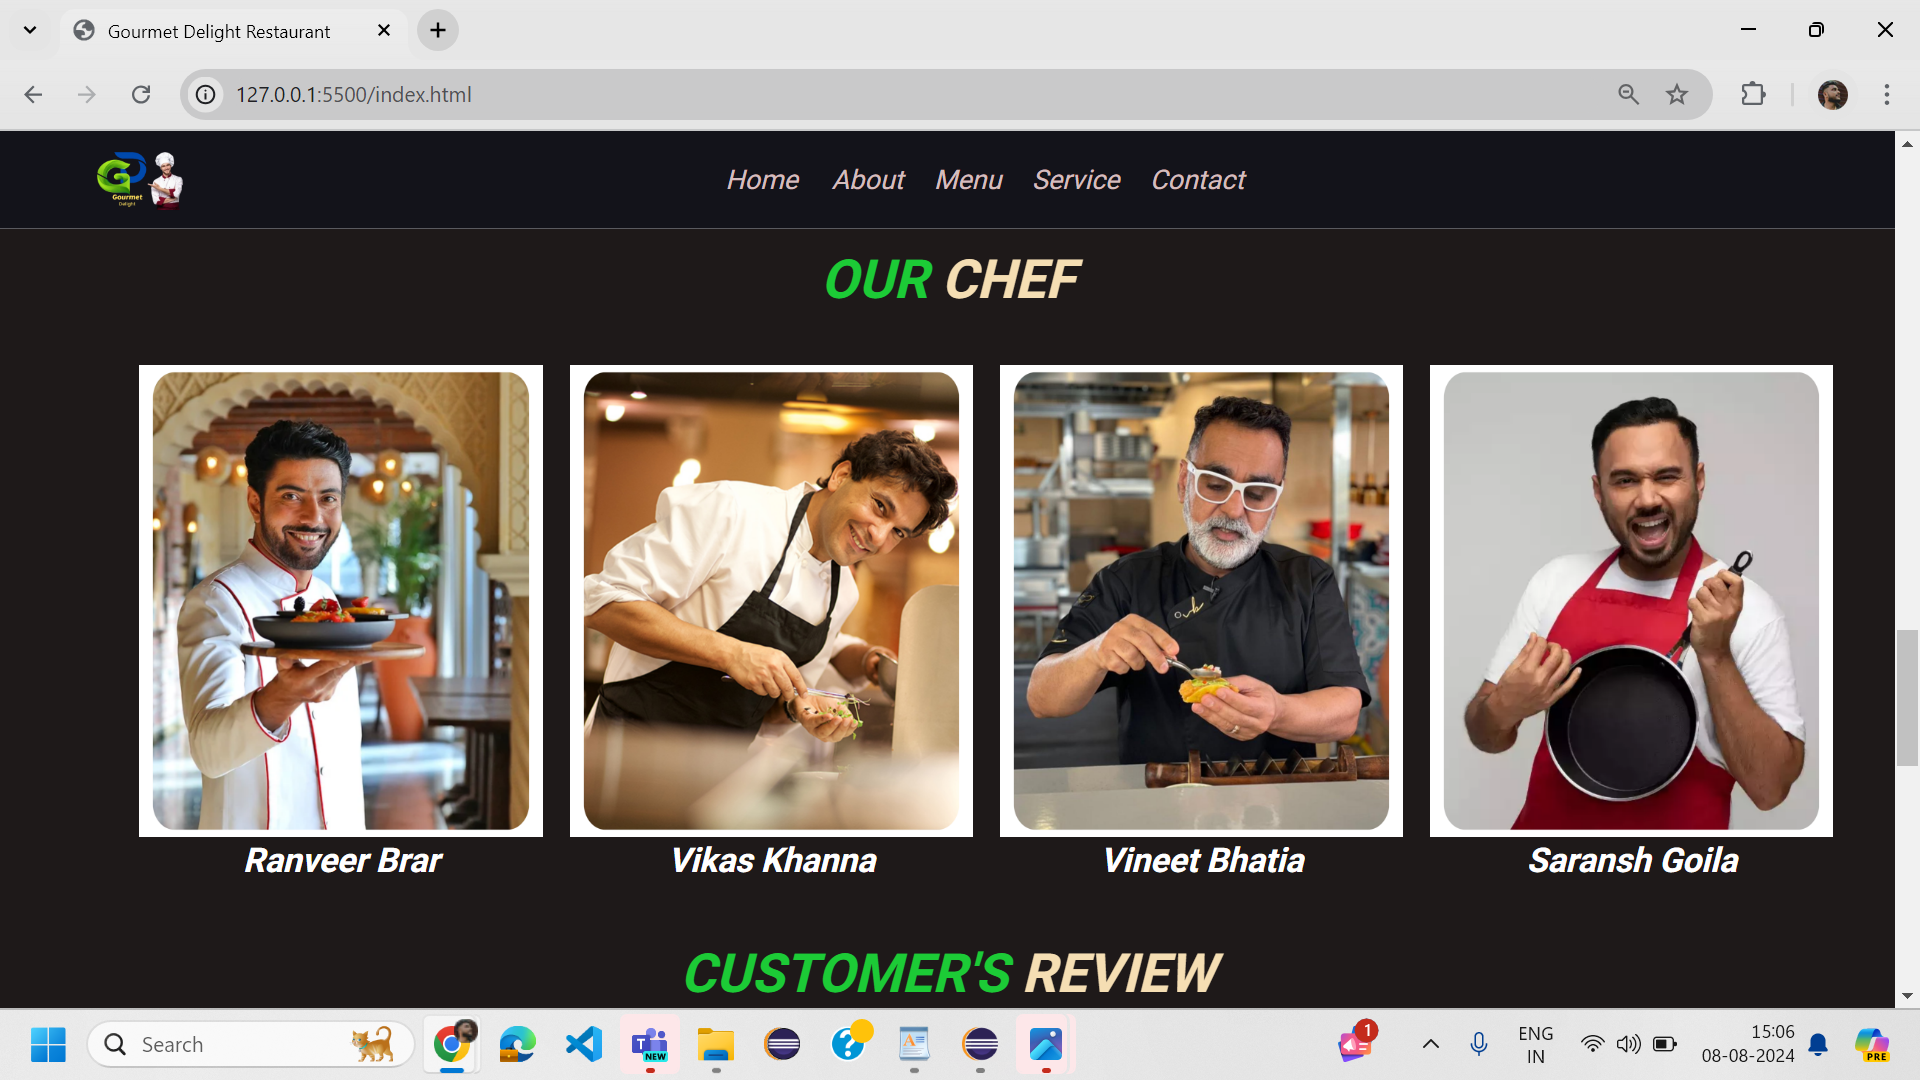 Gourmet Delight Restaurant
127.0.0.1:5500/index.html
Gourmet
Delight
Home About Menu Service Contact
OUR CHEF
Ranveer Brar Vikas Khanna Vineet Bhatia Saransh Goila
CUSTOMER'S REVIEW
Search
NEW
1
ENG
IN
15:06
08-08-2024
PRE